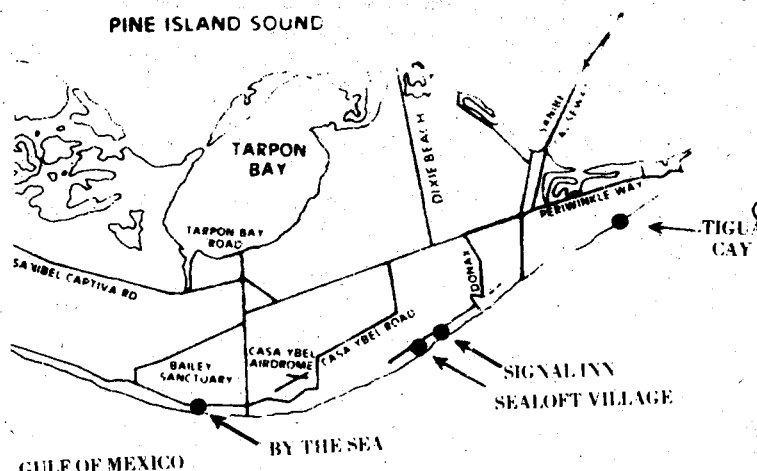 PINE ISLAND SOUND
TARPON
BAY
DIXIE BEACH
PERIWINKLE WAY
TARPON BAY
ROAD
CAY
CAPTIVA RD
DONAX
CASA YBEL ROAD
CASA YBEL
AIRDROME
BAILEY
SANCTUARY
SIGNAL INN
SEALOFT VILLAGE
BY THE SEA
GULF OF MEXICO